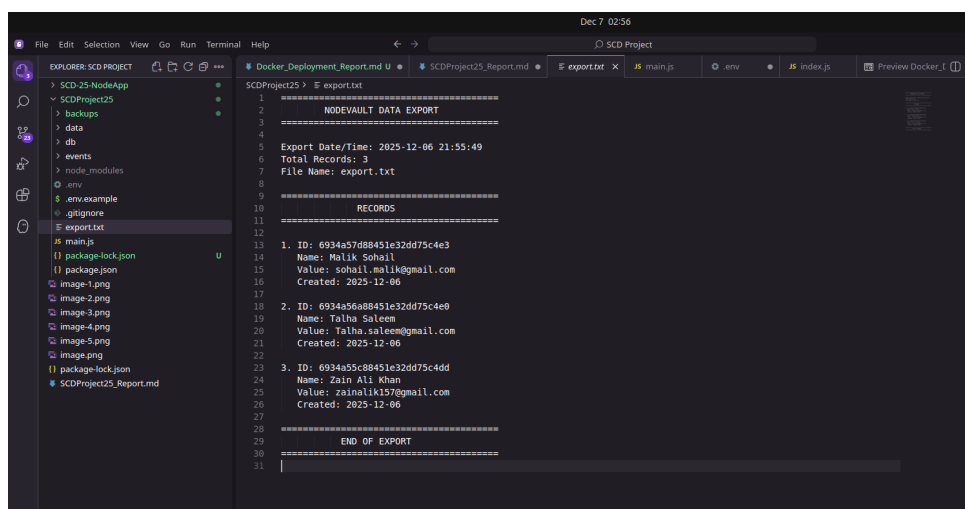 Dec 7 02:56
File Edit Selection View Go Run Terminal Help
SCD Project
EXPLORER: SCD PROJECT
Docker_Deployment_Report.md U
SCDProject25_Report.md
export.txt
JS main.js
.env
JS index.js
Preview Docker_
SCD-25-NodeApp
SCDProject25
backups
data
db
events
node_modules
.env
$ .env.example
.gitignore
export.txt
JS main.js
{} package-lock.json U
{} package.json
image-1.png
image-2.png
image-3.png
image-4.png
image-5.png
image.png
{} package-lock.json
SCDProject25_Report.md
3
23
SCDProject25 > export.txt
1 ========================================
2 NODEVAULT DATA EXPORT
3 ========================================
4
5 Export Date/Time: 2025-12-06 21:55:49
6 Total Records: 3
7 File Name: export.txt
8
9 ========================================
10 RECORDS
11 ========================================
12
13 1. ID: 6934a57d88451e32dd75c4e3
14 Name: Malik Sohail
15 Value: sohail.malik@gmail.com
16 Created: 2025-12-06
17
18 2. ID: 6934a56a88451e32dd75c4e0
19 Name: Talha Saleem
20 Value: Talha.saleem@gmail.com
21 Created: 2025-12-06
22
23 3. ID: 6934a55c88451e32dd75c4dd
24 Name: Zain Ali Khan
25 Value: zainalik157@gmail.com
26 Created: 2025-12-06
27
28 ========================================
29 END OF EXPORT
30 ========================================
31